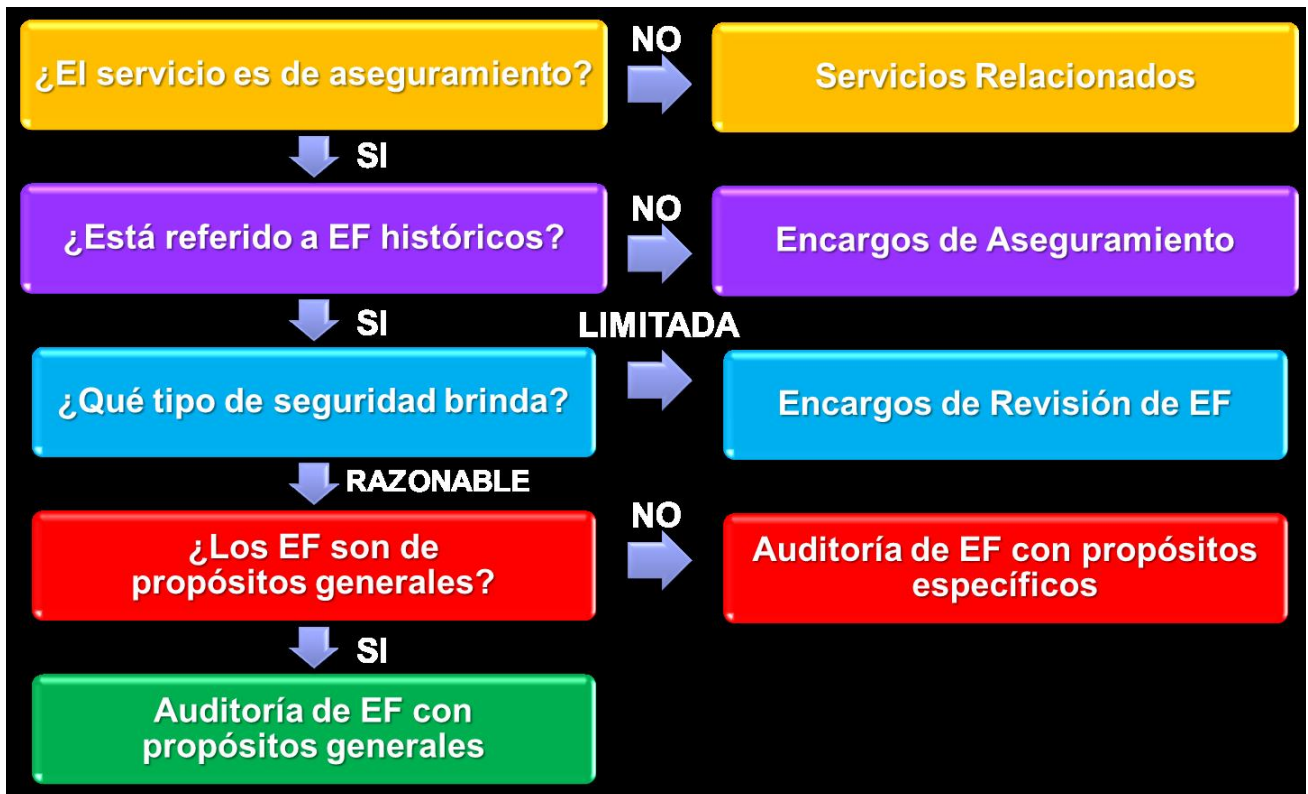 ¿El servicio es de aseguramiento?
NO
Servicios Relacionados
SI
¿Está referido a EF históricos?
NO
Encargos de Aseguramiento
SI
LIMITADA
¿Qué tipo de seguridad brinda?
Encargos de Revisión de EF
RAZONABLE
¿Los EF son de
propósitos generales?
NO
Auditoría de EF con propósitos
específicos
SI
Auditoría de EF con
propósitos generales